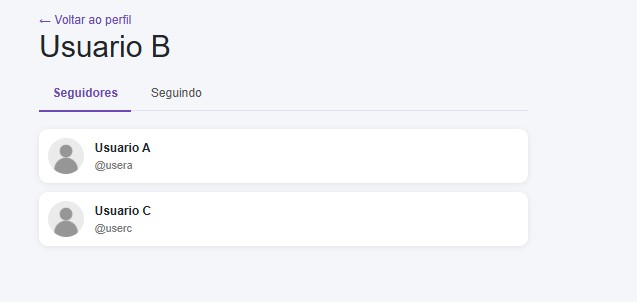 ← Voltar ao perfil
Usuario B
Seguidores Seguindo
Usuario A
@usera
Usuario C
@userc